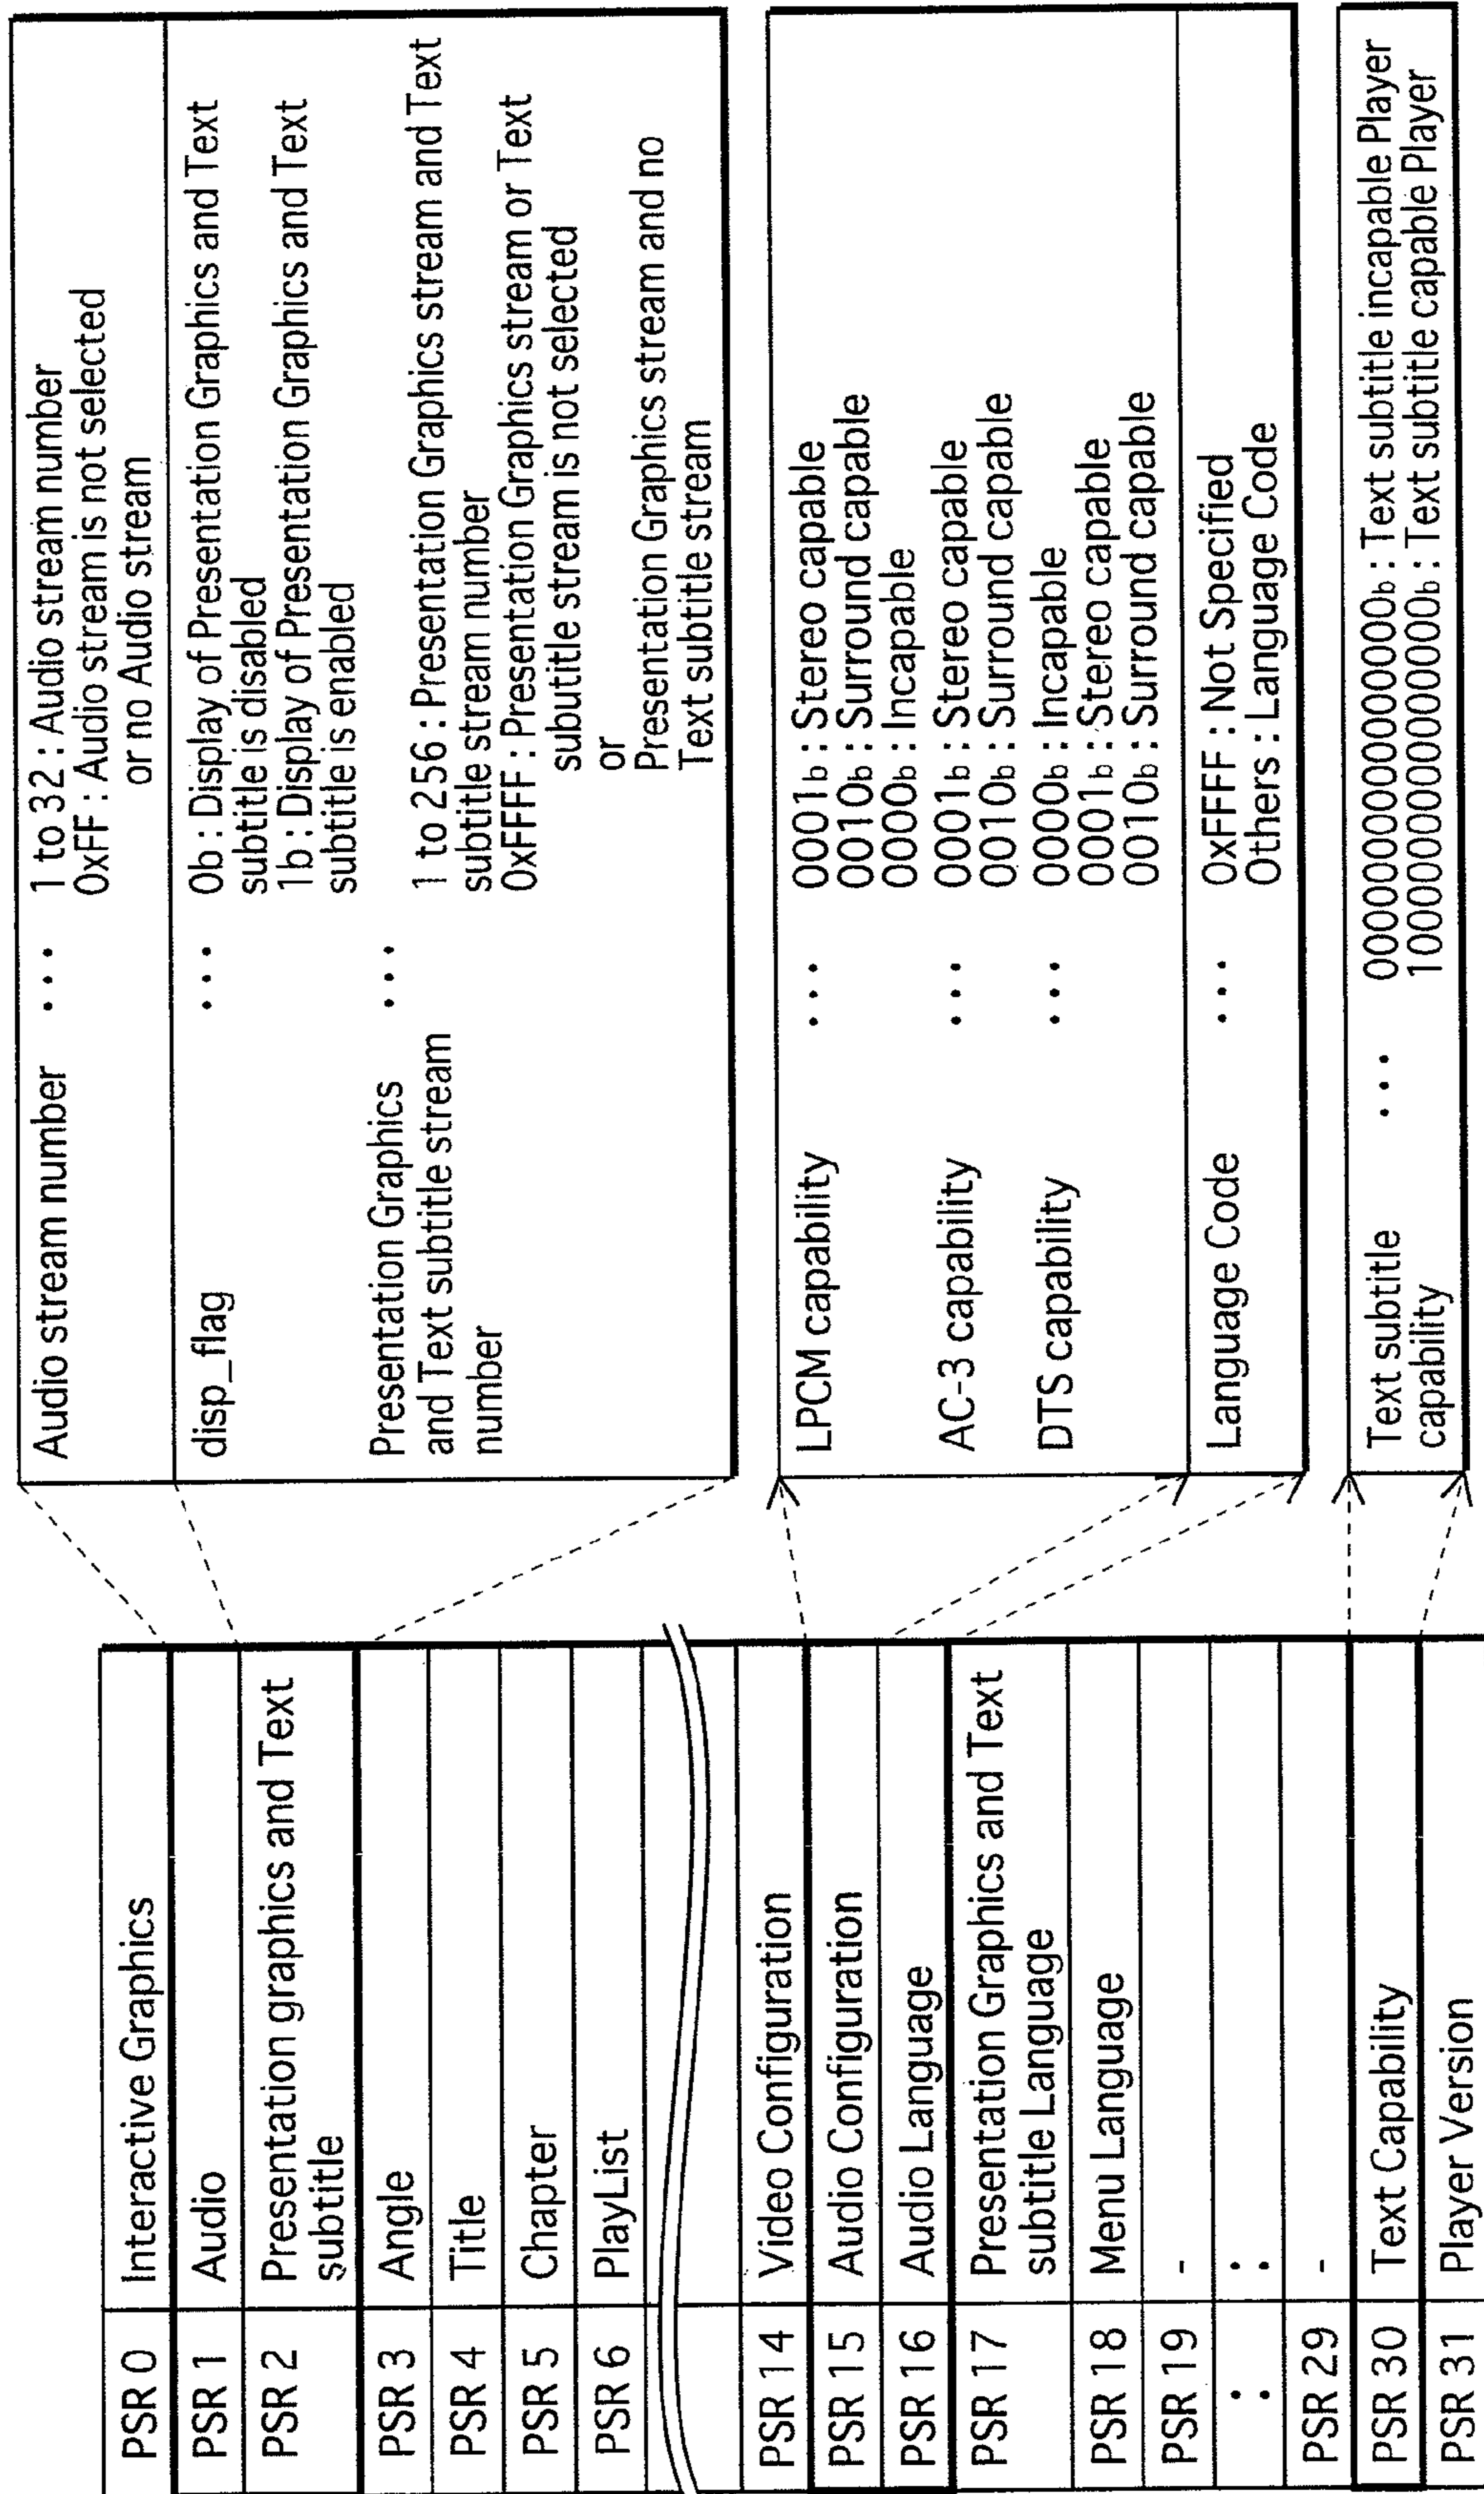 PSR 0 Interactive Graphics
PSR 1 Audio
PSR 2 Presentation graphics and Text
subtitle
PSR 3 Angle
PSR 4 Title
PSR 5 Chapter
PSR 6 PlayList
PSR 14 Video Configuration
PSR 15 Audio Configuration
PSR 16 Audio Language
PSR 17 Presentation Graphics and Text
subtitle Language
PSR 18 Menu Language
PSR 19 -
: :
PSR 29 -
PSR 30 Text Capability
PSR 31 Player Version
Audio stream number ... 1 to 32 : Audio stream number
0xFF : Audio stream is not selected
or no Audio stream
disp_flag ... 0b : Display of Presentation Graphics and Text
subtitle is disabled
1b : Display of Presentation Graphics and Text
subtitle is enabled
Presentation Graphics
and Text subtitle stream
number
... 1 to 256 : Presentation Graphics stream and Text
subtitle stream number
0xFFF : Presentation Graphics stream or Text
subutitle stream is not selected
or
Presentation Graphics stream and no
Text subtitle stream
LPCM capability ... 0001b : Stereo capable
0010b : Surround capable
0000b : Incapable
AC-3 capability ... 0001b : Stereo capable
0010b : Surround capable
DTS capability ... 0000b : Incapable
0001b : Stereo capable
0010b : Surround capable
Language Code ... 0xFFF : Not Specified
Others : Language Code
Text subtitle
capability
... 00000000000000000b : Text subtitle incapable Player
10000000000000000b : Text subtitle capable Player